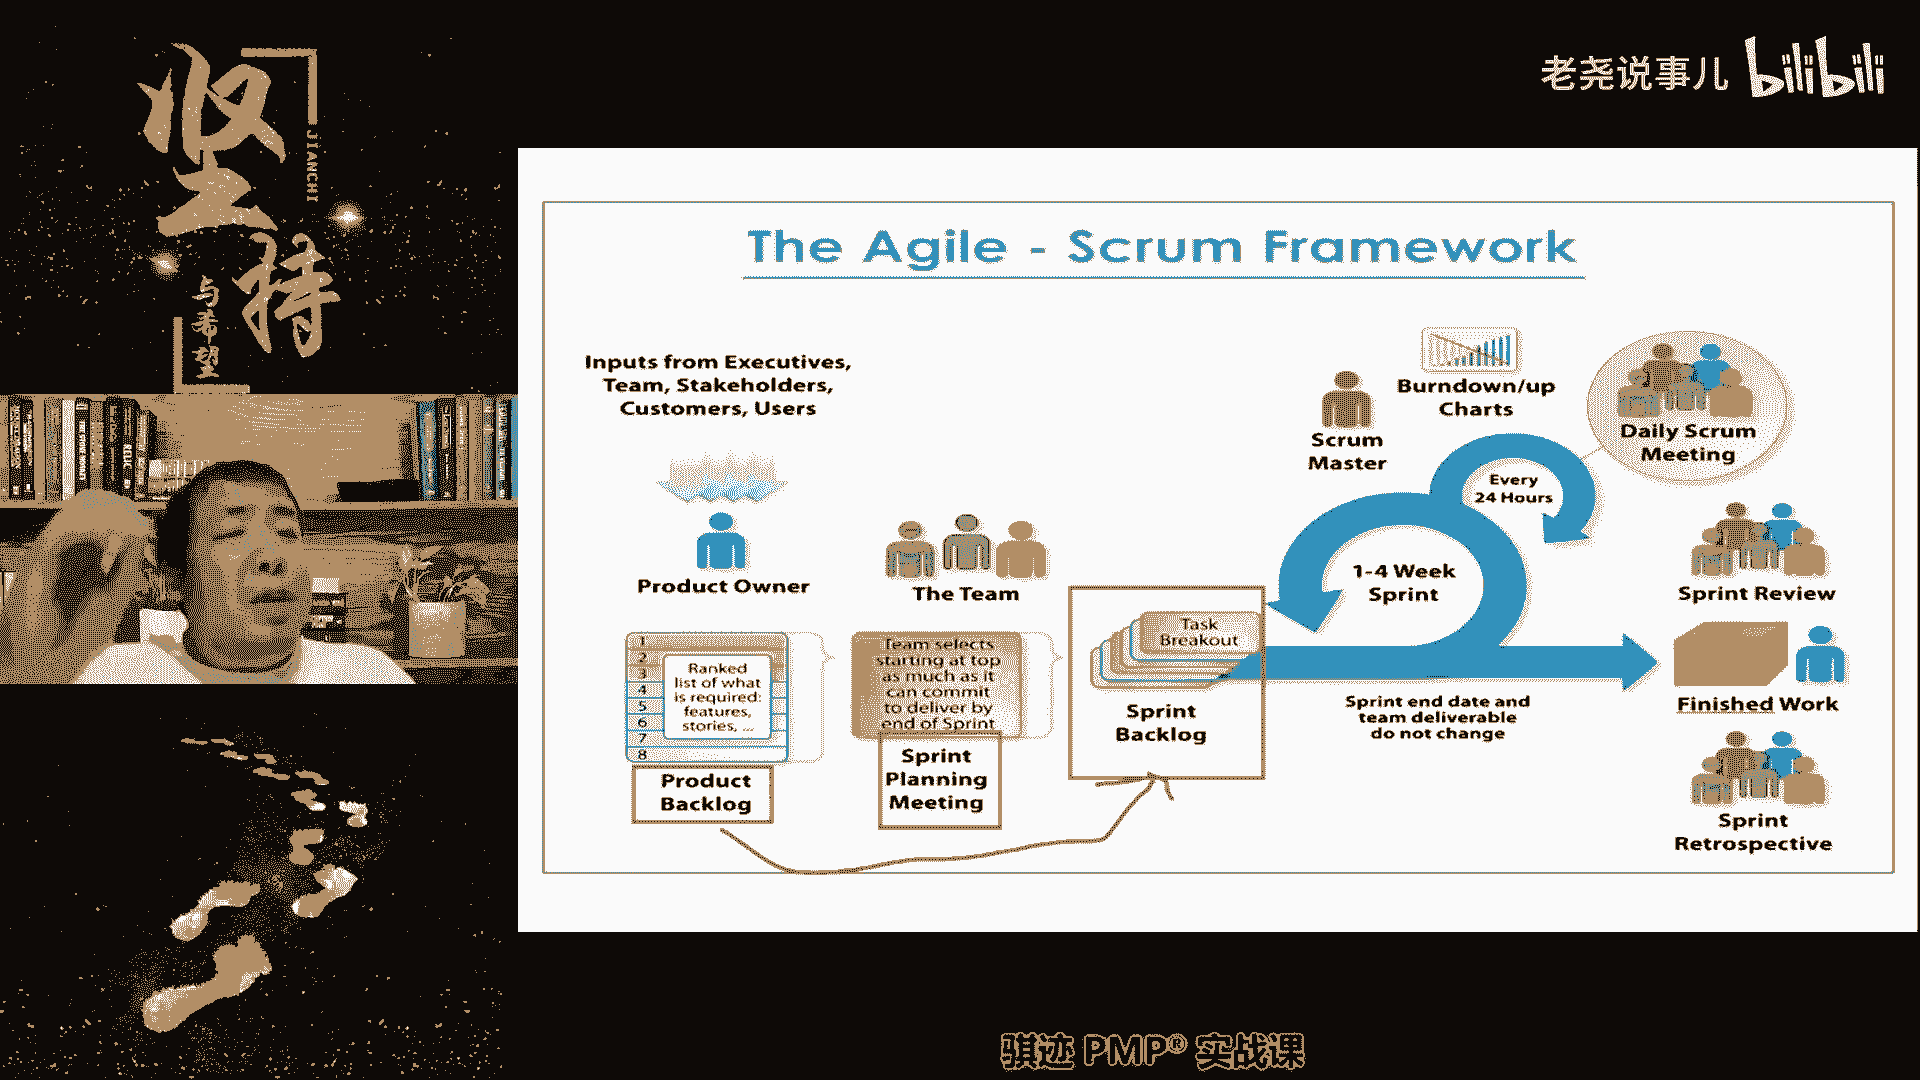 坚
持
JIANCHI
与
希
望
老尧说事儿 bilibili
The Agile - Scrum Framework
Inputs from Executives,
Team, Stakeholders,
Customers, Users
Product Owner
The Team
1
2
3
4
5
6
7
8
Ranked
list of what
is required:
features,
stories, ...
Product
Backlog
Team selects
starting at top
as much as it
can commit
to deliver by
end of Sprint
Sprint
Planning
Meeting
Task
Breakout
Sprint
Backlog
Scrum
Master
Burndown/up
Charts
Every
24 Hours
1-4 Week
Sprint
Sprint end date and
team deliverable
do not change
Daily Scrum
Meeting
Sprint Review
Finished Work
Sprint
Retrospective
骐迹 PMP® 实战课